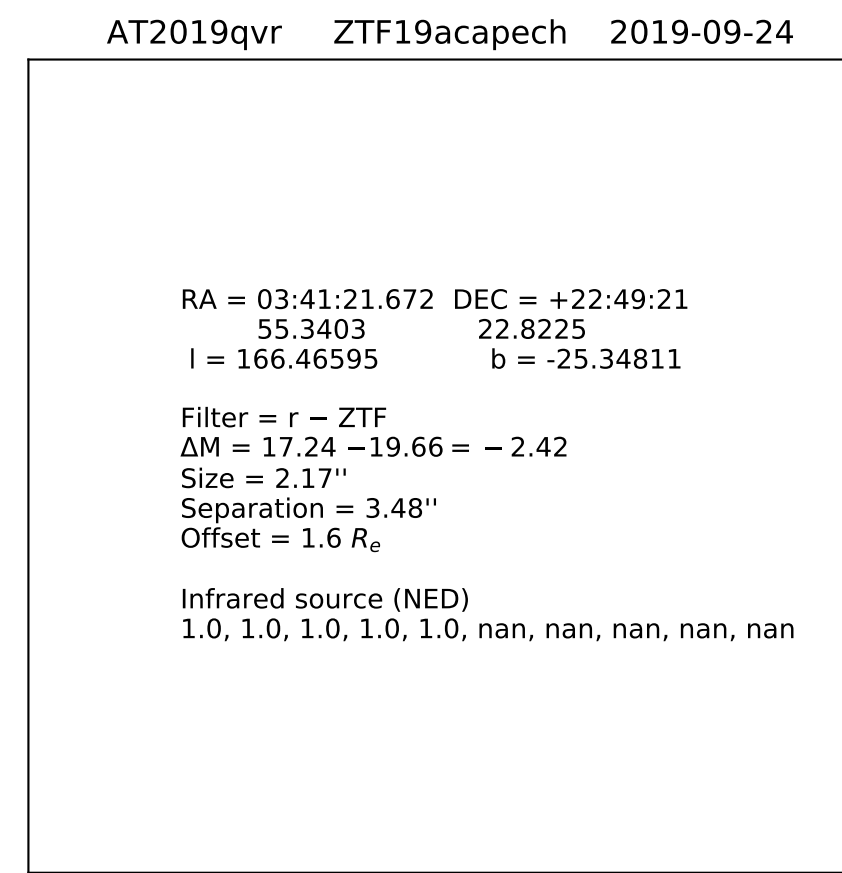 AT2019qvr ZTF19acapech 2019-09-24
RA = 03:41:21.672 DEC = +22:49:21
55.3403 22.8225
l = 166.46595 b = -25.34811
Filter = r − ZTF
ΔM = 17.24 −19.66 = − 2.42
Size = 2.17''
Separation = 3.48''
Offset = 1.6 Rₑ
Infrared source (NED)
1.0, 1.0, 1.0, 1.0, 1.0, nan, nan, nan, nan, nan